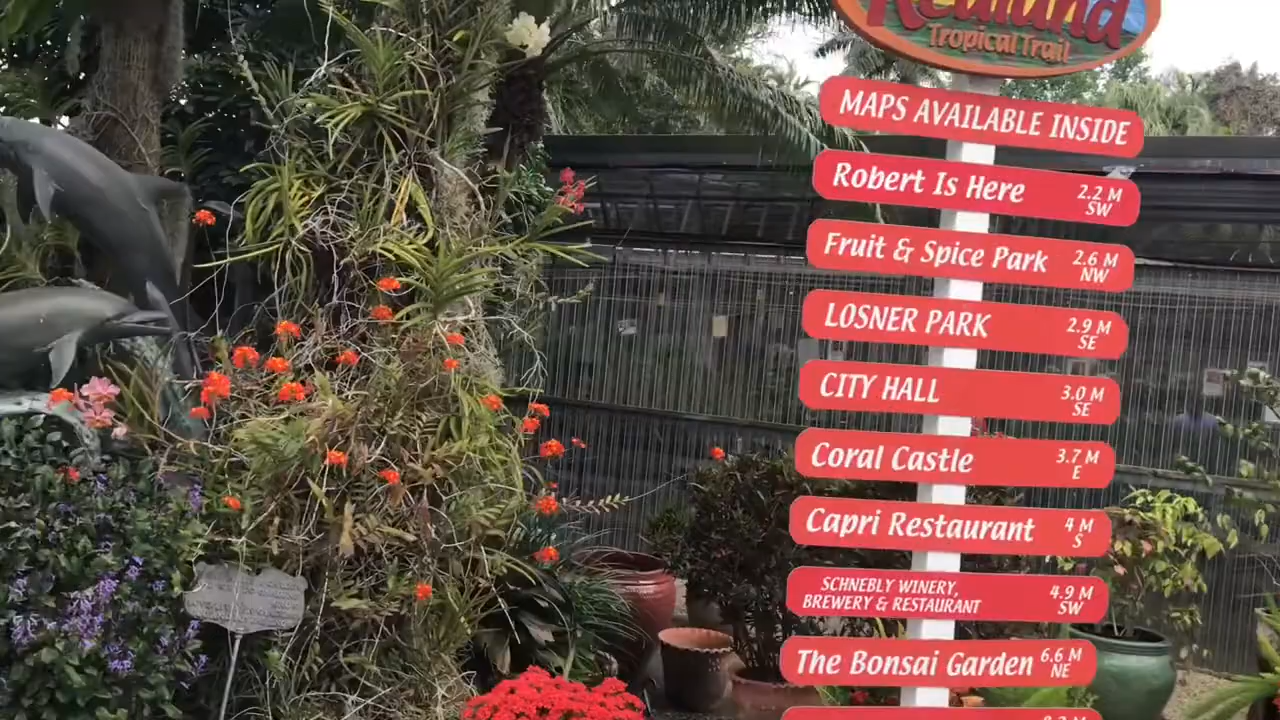 Redland
Tropical Trail
MAPS AVAILABLE INSIDE
Robert Is Here 2.2 M
SW
Fruit & Spice Park 2.6 M
NW
LOSNER PARK 2.9 M
SE
CITY HALL 3.0 M
SE
Coral Castle 3.7 M
E
Capri Restaurant 4 M
S
SCHNEBLY WINERY,
BREWERY & RESTAURANT 4.9 M
SW
The Bonsai Garden 6.6 M
NE